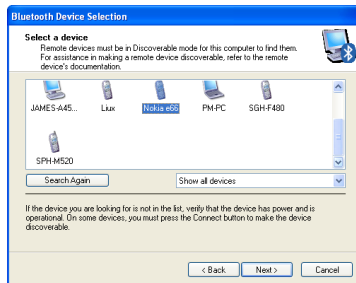 Bluetooth Device Selection
Select a device
Remote devices must be in Discoverable mode for this computer to find them.
For assistance in making a remote device discoverable, refer to the remote
device's documentation.
JAMES-A45... Liux Nokia e66 PM-PC SGH-F480
SPH-M520
Search Again Show all devices
If the device you are looking for is not in the list, verify that the device has power and is
operational. On some devices, you must press the Connect button to make the device
discoverable.
< Back Next > Cancel